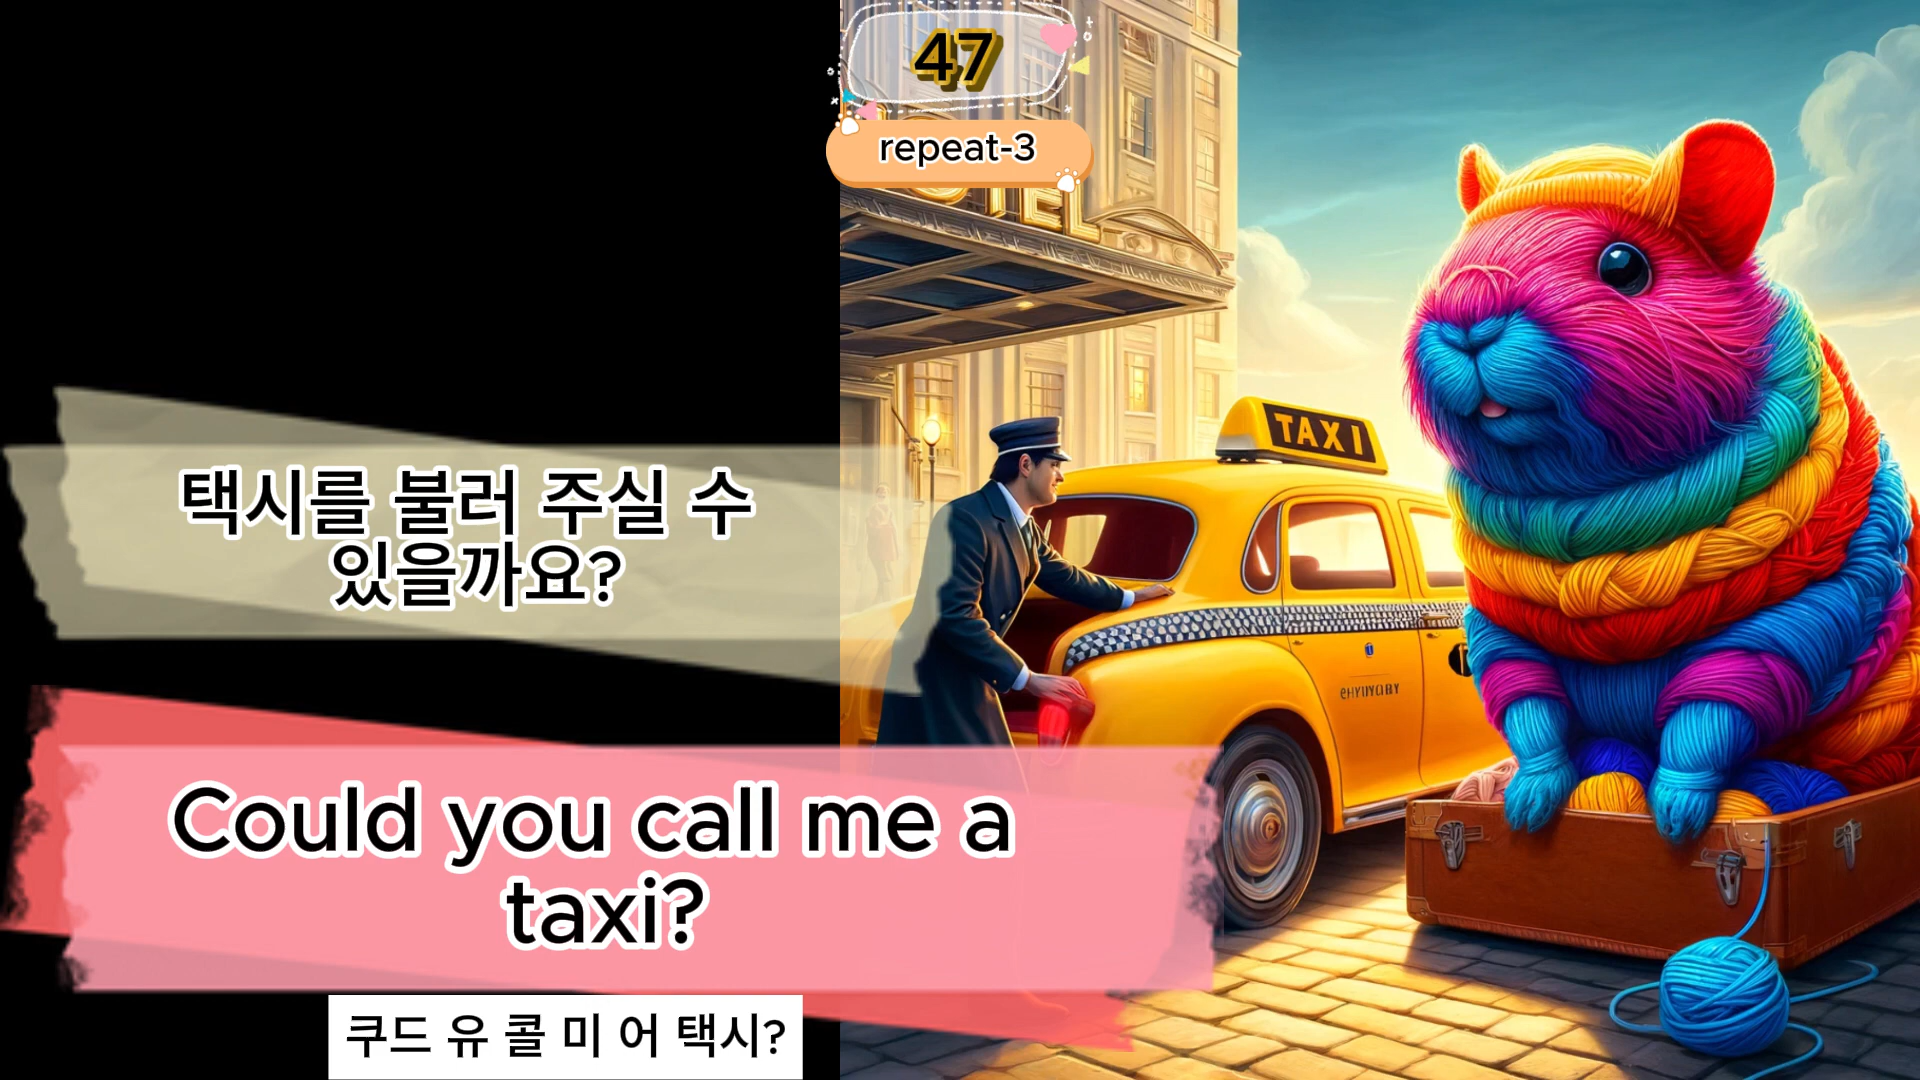 47
repeat-3
TAXI
택시를 불러 주실 수
있을까요?
Could you call me a
taxi?
쿠드 유 콜 미 어 택시?